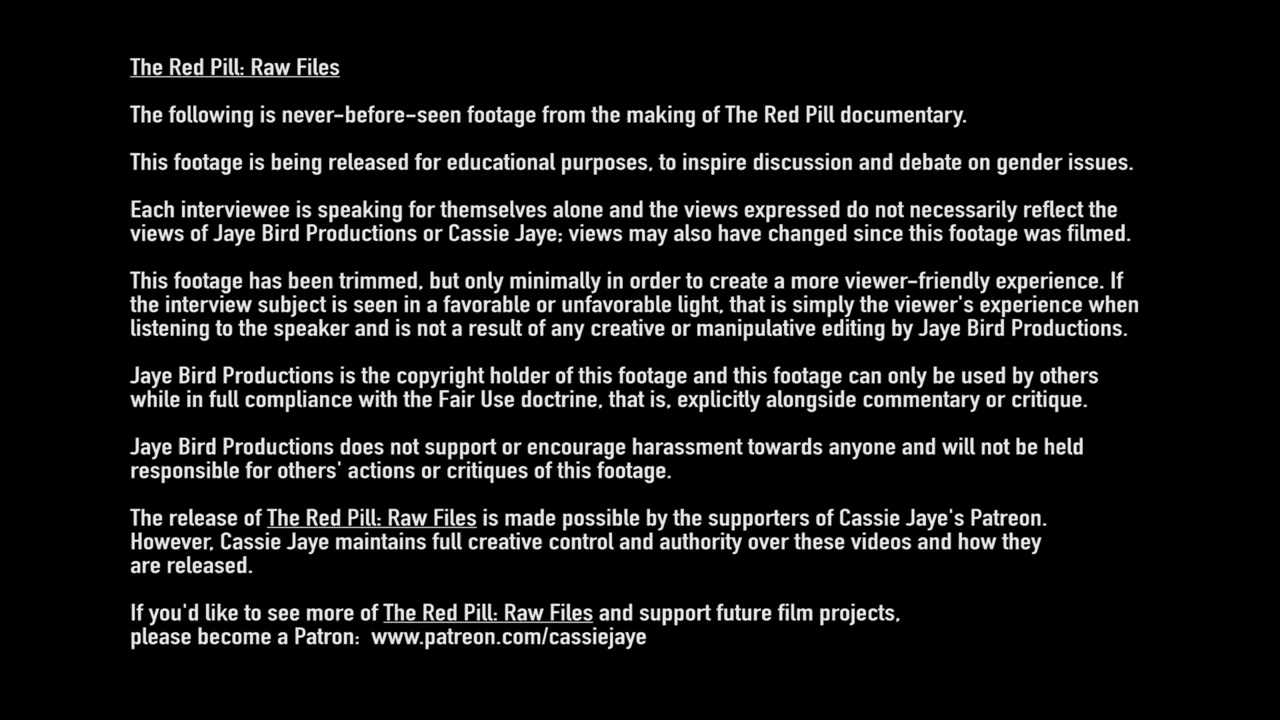 The Red Pill: Raw Files
The following is never-before-seen footage from the making of The Red Pill documentary.
This footage is being released for educational purposes, to inspire discussion and debate on gender issues.
Each interviewee is speaking for themselves alone and the views expressed do not necessarily reflect the
views of Jaye Bird Productions or Cassie Jaye; views may also have changed since this footage was filmed.
This footage has been trimmed, but only minimally in order to create a more viewer-friendly experience. If
the interview subject is seen in a favorable or unfavorable light, that is simply the viewer's experience when
listening to the speaker and is not a result of any creative or manipulative editing by Jaye Bird Productions.
Jaye Bird Productions is the copyright holder of this footage and this footage can only be used by others
while in full compliance with the Fair Use doctrine, that is, explicitly alongside commentary or critique.
Jaye Bird Productions does not support or encourage harassment towards anyone and will not be held
responsible for others' actions or critiques of this footage.
The release of The Red Pill: Raw Files is made possible by the supporters of Cassie Jaye's Patreon.
However, Cassie Jaye maintains full creative control and authority over these videos and how they
are released.
If you'd like to see more of The Red Pill: Raw Files and support future film projects,
please become a Patron: www.patreon.com/cassiejaye